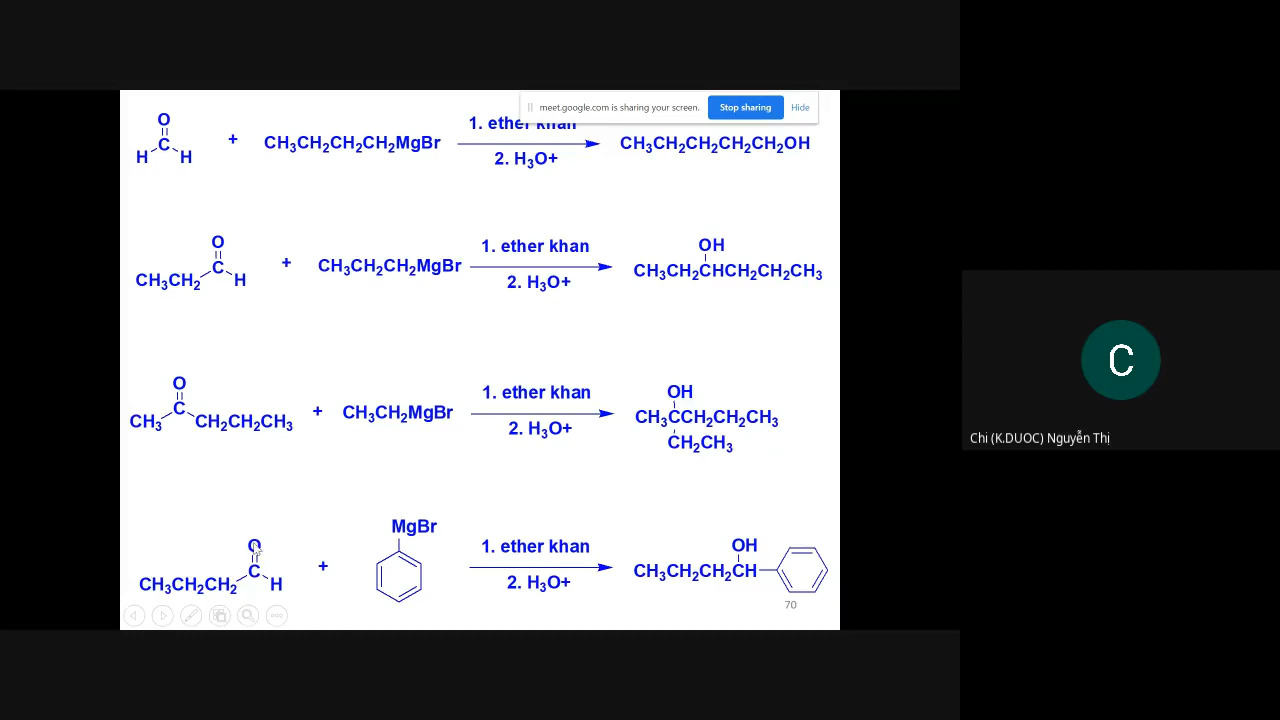 meet.google.com is sharing your screen. Stop sharing Hide
O
C
H H
+
CH3CH2CH2CH2MgBr
1. ether khan
2. H3O+
CH3CH2CH2CH2CH2OH
O
C
CH3CH2 H
+
CH3CH2CH2MgBr
1. ether khan
2. H3O+
OH
CH3CH2CHCH2CH2CH3
O
C
CH3 CH2CH2CH3
+
CH3CH2MgBr
1. ether khan
2. H3O+
OH
CH3CCH2CH2CH3
CH2CH3
O
C
CH3CH2CH2 H
+
MgBr
1. ether khan
2. H3O+
OH
CH3CH2CH2CH
70
C
Chi (K.DUOC) Nguyễn Thị